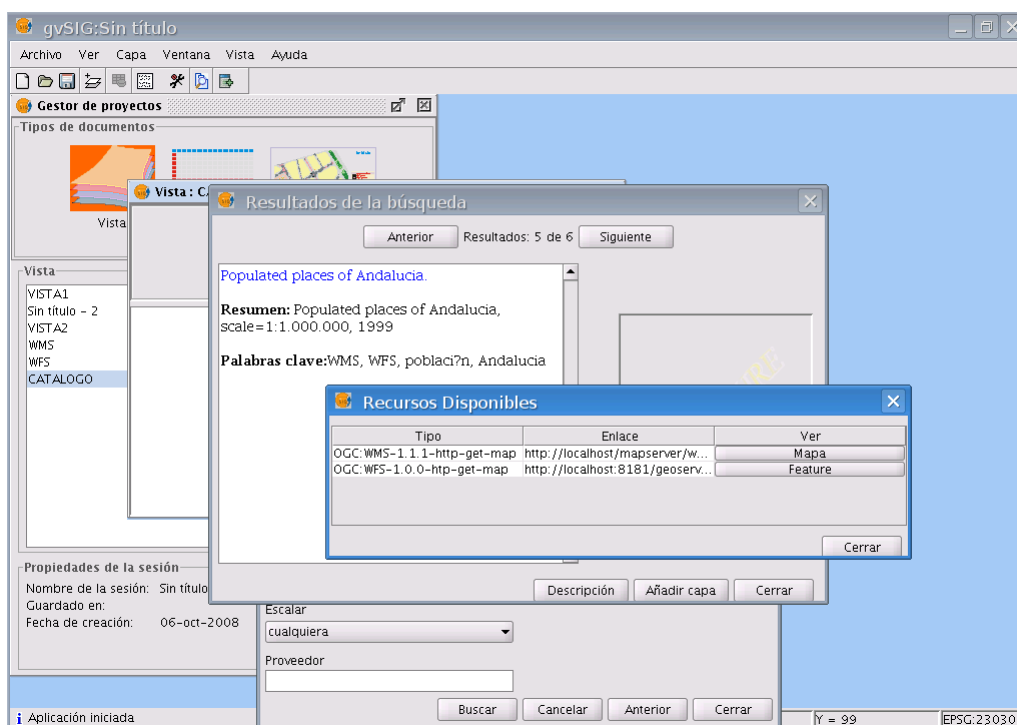 gvSIG:Sin título
Archivo Ver Capa Ventana Vista Ayuda
Gestor de proyectos
Tipos de documentos
Vista
Vista : C
Vista
VISTA1
Sin título - 2
VISTA2
WMS
WFS
CATALOGO
Propiedades de la sesión
Nombre de la sesión: Sin título
Guardado en:
Fecha de creación: 06-oct-2008
Resultados de la búsqueda
Anterior Resultados: 5 de 6 Siguiente
Populated places of Andalucia.
Resumen: Populated places of Andalucia,
scale=1:1.000.000, 1999
Palabras clave:WMS, WFS, poblaci?n, Andalucia
Recursos Disponibles
Tipo Enlace Ver
OGC:WMS-1.1.1-http-get-map http://localhost/mapserver/w... Mapa
OGC:WFS-1.0.0-htp-get-map http://localhost:8181/geoserv... Feature
Cerrar
Descripción Añadir capa Cerrar
Escalar
cualquiera
Proveedor
Buscar Cancelar Anterior Cerrar
Aplicación iniciada
Y = 99 EPSG:23030